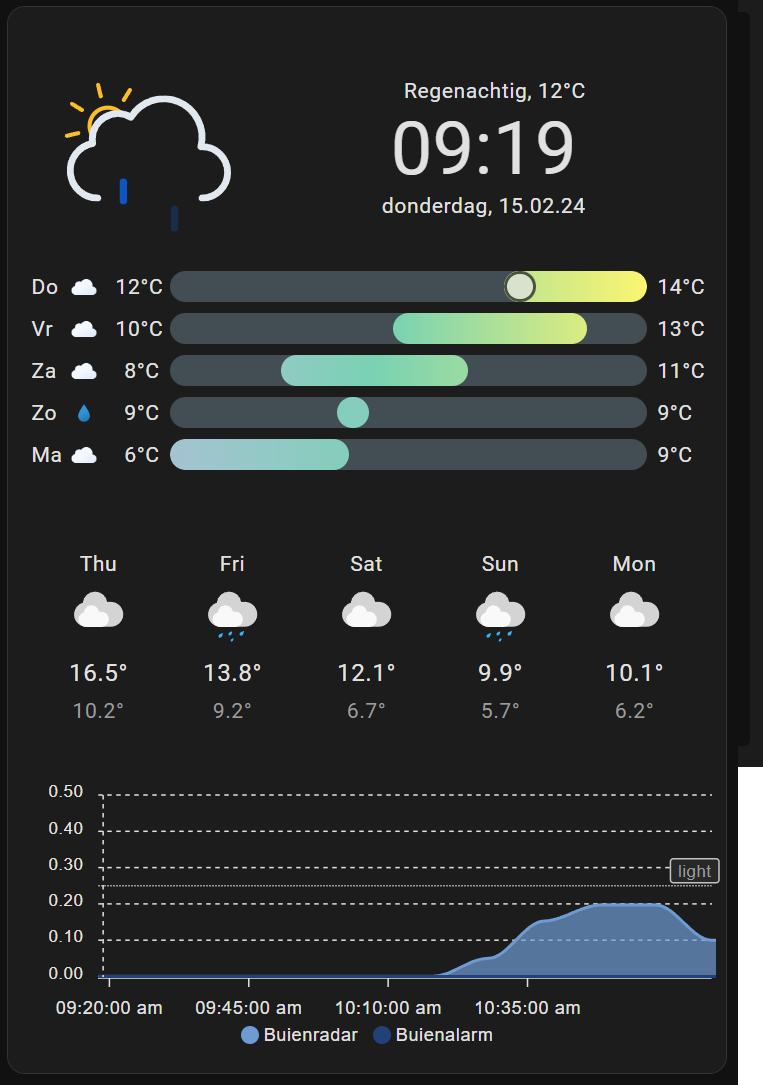 Regenachtig, 12°C
09:19
donderdag, 15.02.24
Do 12°C 14°C
Vr 10°C 13°C
Za 8°C 11°C
Zo 9°C 9°C
Ma 6°C 9°C
Thu Fri Sat Sun Mon
16.5° 13.8° 12.1° 9.9° 10.1°
10.2° 9.2° 6.7° 5.7° 6.2°
0.50
0.40
0.30
light
0.20
0.10
0.00
09:20:00 am 09:45:00 am 10:10:00 am 10:35:00 am
Buienradar Buienalarm